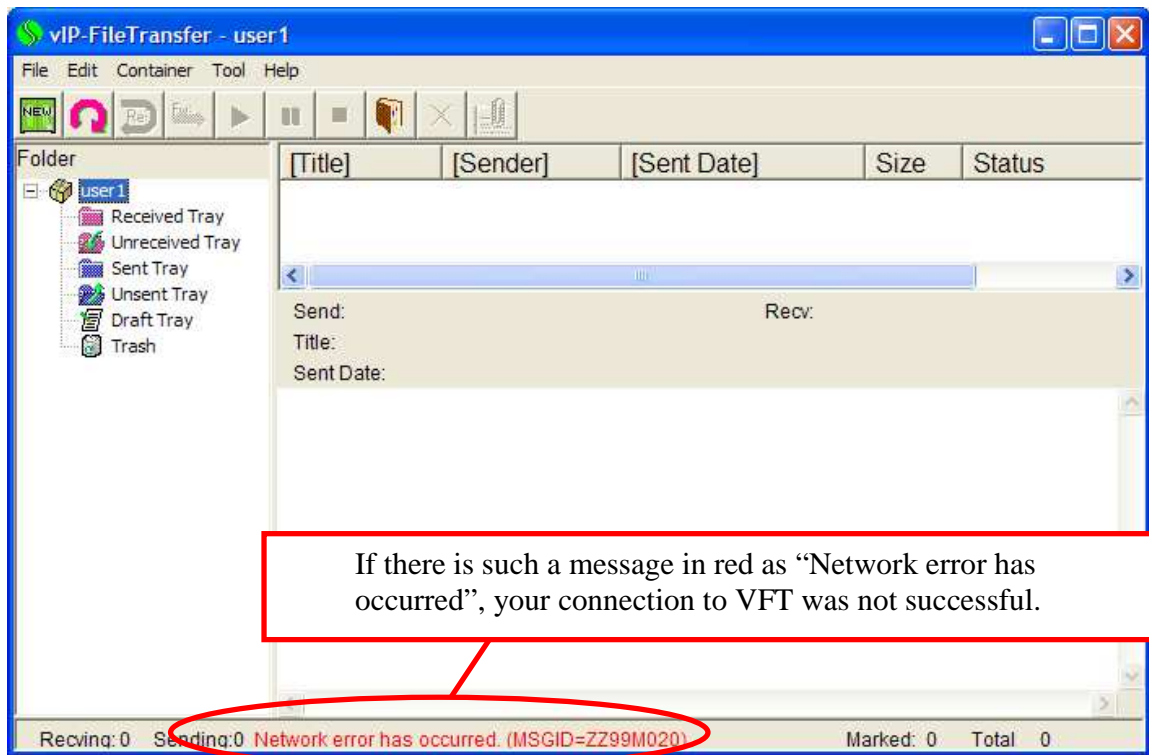 vIP-FileTransfer - user1
File Edit Container Tool Help
NEW Re:
Folder
[Title] [Sender] [Sent Date] Size Status
user1
Received Tray
Unreceived Tray
Sent Tray
Unsent Tray
Draft Tray
Trash
Send: Recv:
Title:
Sent Date:
If there is such a message in red as “Network error has
occurred”, your connection to VFT was not successful.
Recving: 0 Sending:0 Network error has occurred. (MSGID=ZZ99M020) Marked: 0 Total 0